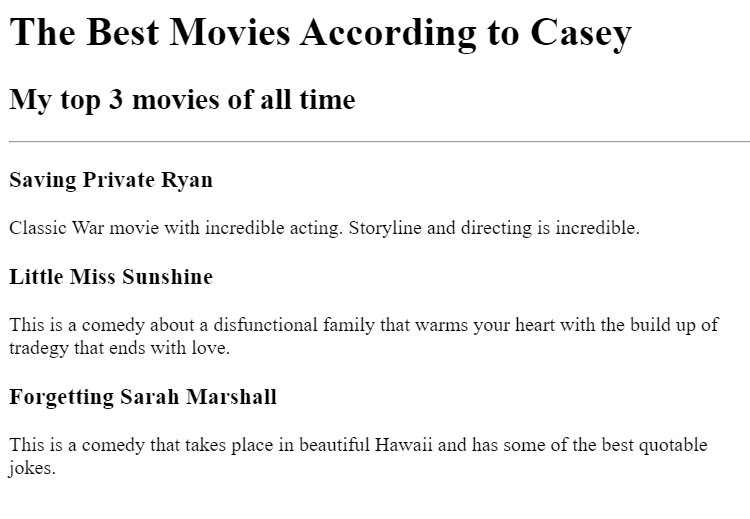 The Best Movies According to Casey
My top 3 movies of all time
Saving Private Ryan
Classic War movie with incredible acting. Storyline and directing is incredible.
Little Miss Sunshine
This is a comedy about a disfunctional family that warms your heart with the build up of
tradegy that ends with love.
Forgetting Sarah Marshall
This is a comedy that takes place in beautiful Hawaii and has some of the best quotable
jokes.